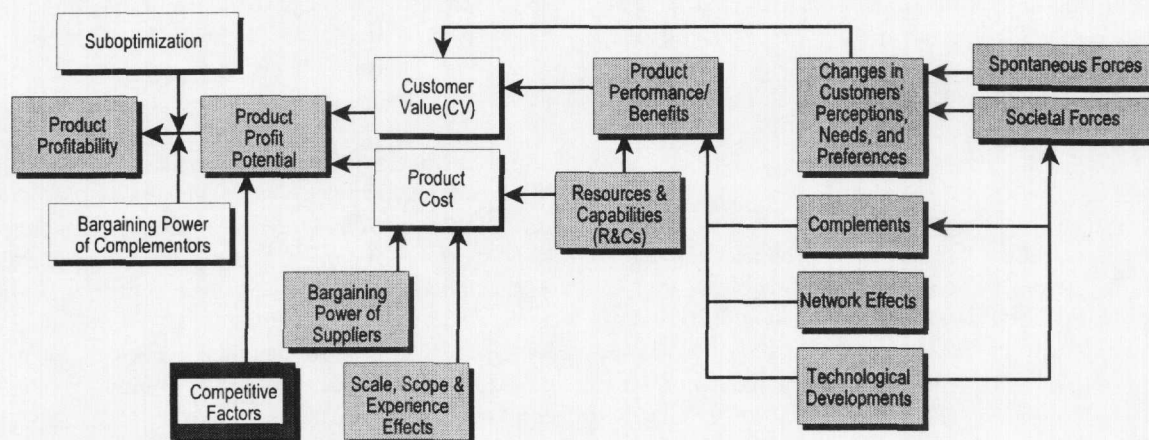 Suboptimization
Product
Profitability
Product
Profit
Potential
Bargaining Power
of Complementors
Customer
Value(CV)
Product
Cost
Bargaining
Power of
Suppliers
Competitive
Factors
Scale, Scope &
Experience
Effects
Product
Performance/
Benefits
Resources &
Capabilities
(R&Cs)
Changes in
Customers'
Perceptions,
Needs, and
Preferences
Spontaneous Forces
Societal Forces
Complements
Network Effects
Technological
Developments